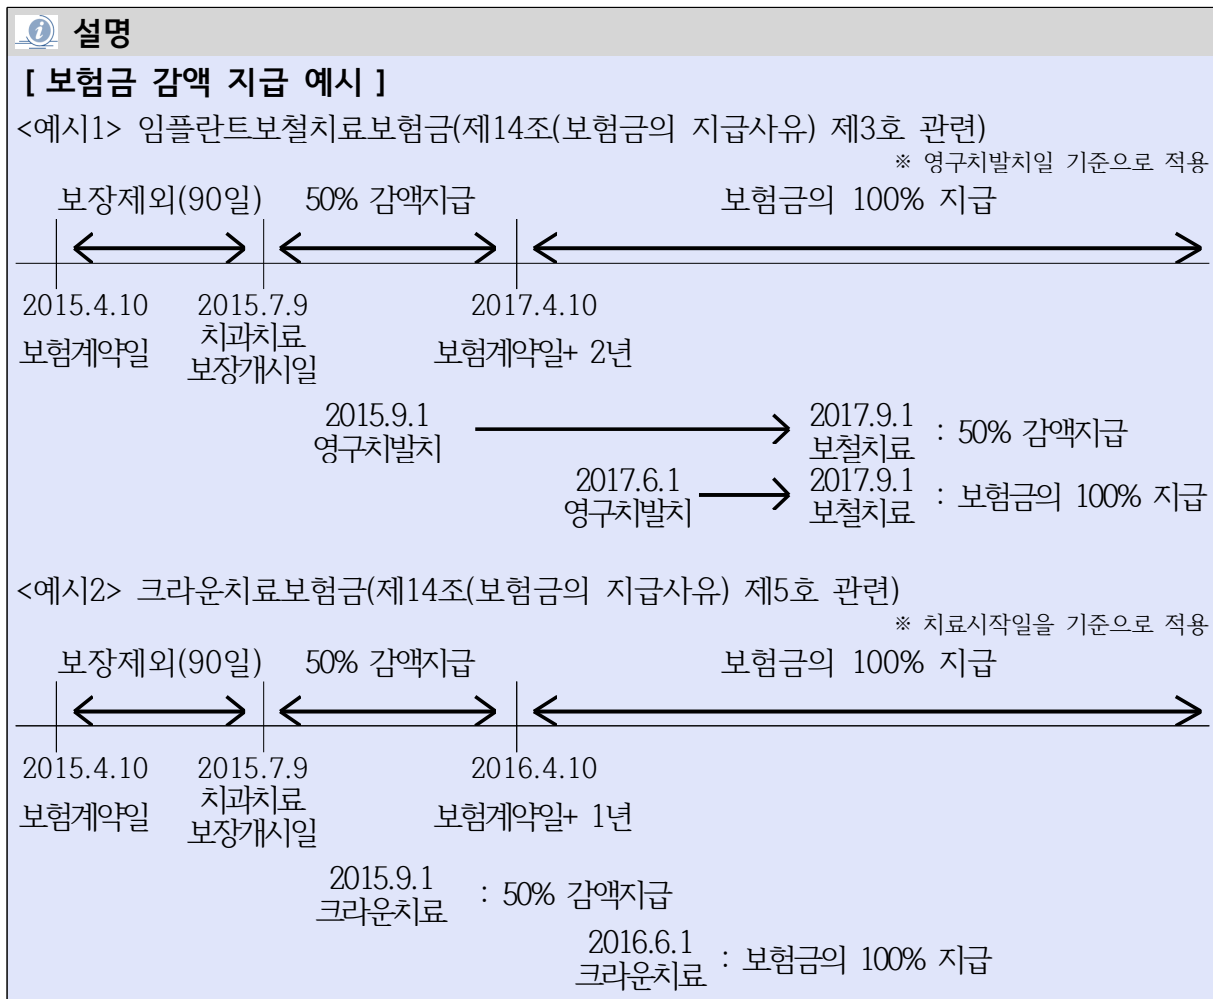 설명
[ 보험금 감액 지급 예시 ]
<예시1> 임플란트보철치료보험금(제14조(보험금의 지급사유) 제3호 관련)
※ 영구치발치일 기준으로 적용
보장제외(90일) 50% 감액지급 보험금의 100% 지급
2015.4.10 2015.7.9 2017.4.10
보험계약일 치과치료 보장개시일 보험계약일+ 2년
2015.9.1 2017.9.1
영구치발치 보철치료 : 50% 감액지급
2017.6.1 2017.9.1
영구치발치 보철치료 : 보험금의 100% 지급
<예시2> 크라운치료보험금(제14조(보험금의 지급사유) 제5호 관련)
※ 치료시작일을 기준으로 적용
보장제외(90일) 50% 감액지급 보험금의 100% 지급
2015.4.10 2015.7.9 2016.4.10
보험계약일 치과치료 보장개시일 보험계약일+ 1년
2015.9.1
크라운치료 : 50% 감액지급
2016.6.1
크라운치료 : 보험금의 100% 지급